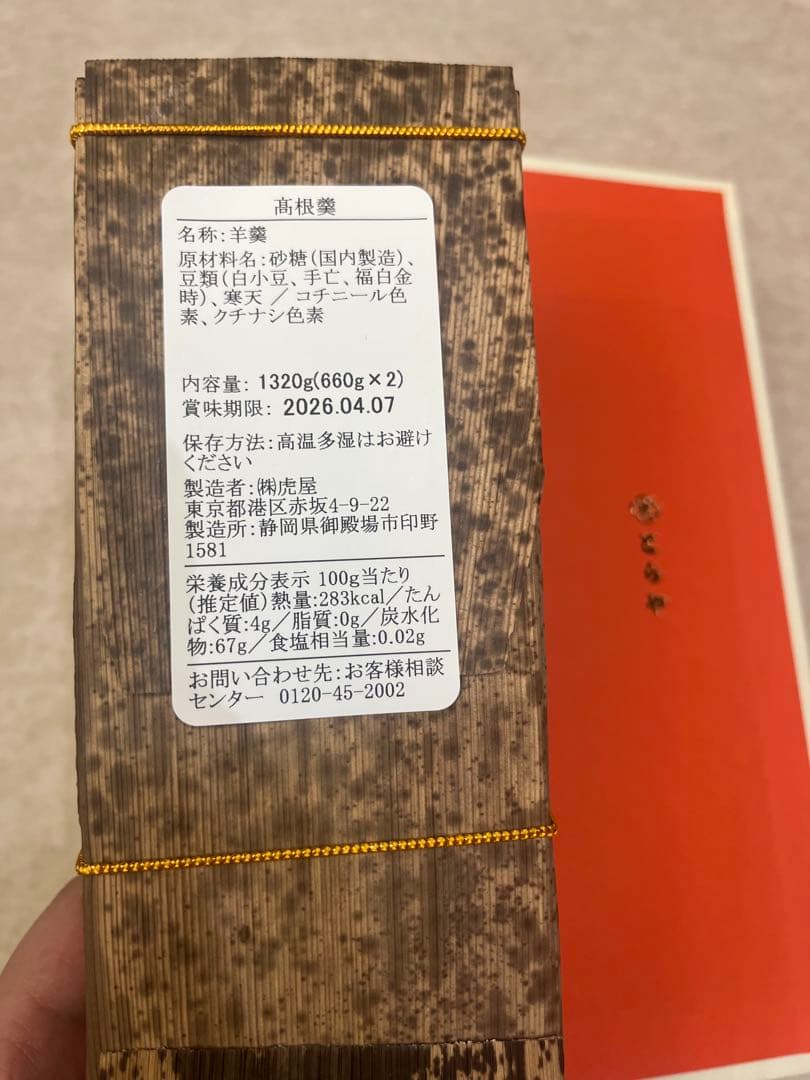 髙根羹
名称:羊羹
原材料名:砂糖(国内製造)、
豆類(白小豆、手亡、福白金
時)、寒天 ／ コチニール色
素、クチナシ色素
内容量: 1320g(660g×2)
賞味期限: 2026.04.07
保存方法:高温多湿はお避け
ください
製造者:㈱虎屋
東京都港区赤坂4-9-22
製造所:静岡県御殿場市印野
1581
栄養成分表示 100g当たり
(推定値)熱量:283kcal／たん
ぱく質:4g／脂質:0g／炭水化
物:67g／食塩相当量:0.02g
お問い合わせ先:お客様相談
センター 0120-45-2002
とらや